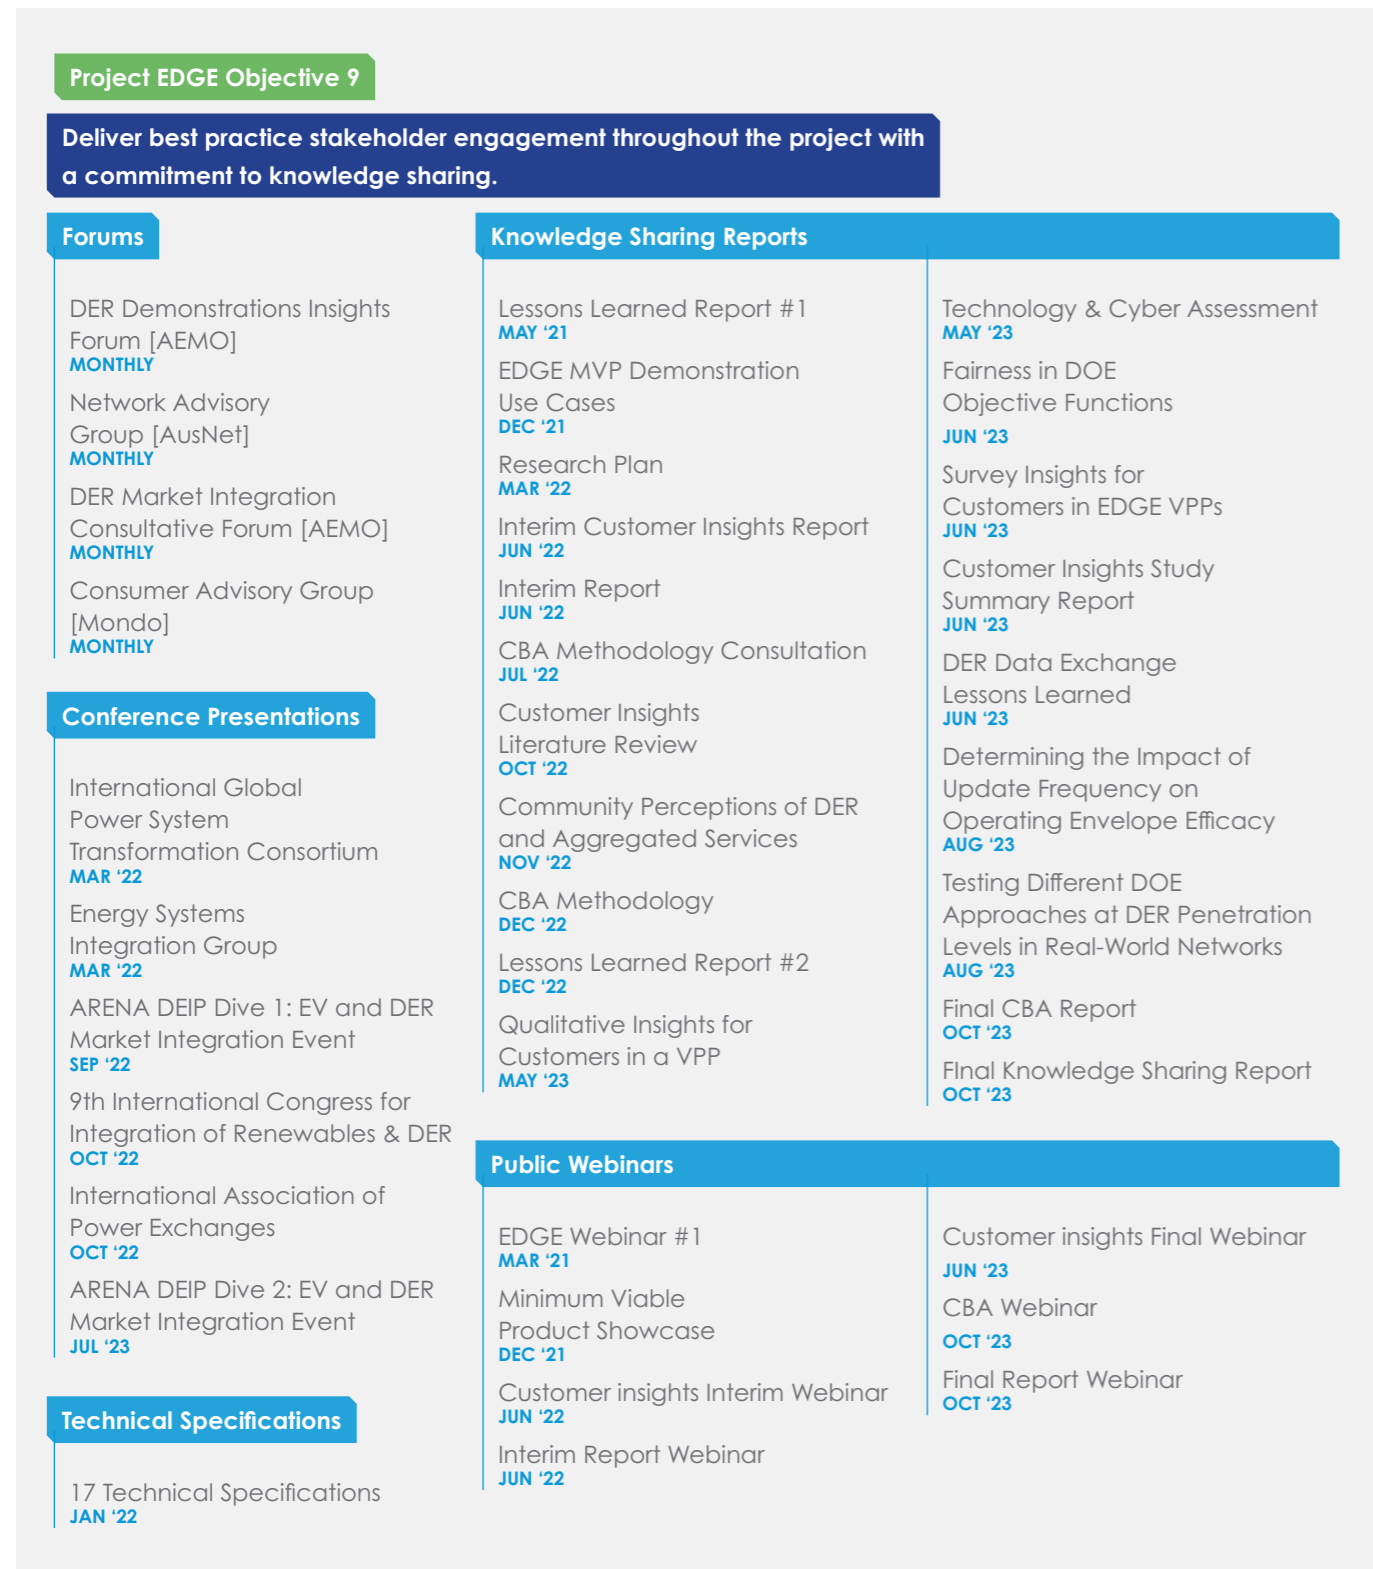 Project EDGE Objective 9
Deliver best practice stakeholder engagement throughout the project with
a commitment to knowledge sharing.
Forums
DER Demonstrations Insights
Forum [AEMO]
MONTHLY
Network Advisory
Group [AusNet]
MONTHLY
DER Market Integration
Consultative Forum [AEMO]
MONTHLY
Consumer Advisory Group
[Mondo]
MONTHLY
Conference Presentations
International Global
Power System
Transformation Consortium
MAR ‘22
Energy Systems
Integration Group
MAR ‘22
ARENA DEIP Dive 1: EV and DER
Market Integration Event
SEP ‘22
9th International Congress for
Integration of Renewables & DER
OCT ‘22
International Association of
Power Exchanges
OCT ‘22
ARENA DEIP Dive 2: EV and DER
Market Integration Event
JUL ‘23
Technical Specifications
17 Technical Specifications
JAN ‘22
Knowledge Sharing Reports
Lessons Learned Report #1
MAY ‘21
EDGE MVP Demonstration
Use Cases
DEC ‘21
Research Plan
MAR ‘22
Interim Customer Insights Report
JUN ‘22
Interim Report
JUN ‘22
CBA Methodology Consultation
JUL ‘22
Customer Insights
Literature Review
OCT ‘22
Community Perceptions of DER
and Aggregated Services
NOV ‘22
CBA Methodology
DEC ‘22
Lessons Learned Report #2
DEC ‘22
Qualitative Insights for
Customers in a VPP
MAY ‘23
Technology & Cyber Assessment
MAY ‘23
Fairness in DOE
Objective Functions
JUN ‘23
Survey Insights for
Customers in EDGE VPPs
JUN ‘23
Customer Insights Study
Summary Report
JUN ‘23
DER Data Exchange
Lessons Learned
JUN ‘23
Determining the Impact of
Update Frequency on
Operating Envelope Efficacy
AUG ‘23
Testing Different DOE
Approaches at DER Penetration
Levels in Real-World Networks
AUG ‘23
Final CBA Report
OCT ‘23
FInal Knowledge Sharing Report
OCT ‘23
Public Webinars
EDGE Webinar #1
MAR ‘21
Minimum Viable
Product Showcase
DEC ‘21
Customer insights Interim Webinar
JUN ‘22
Interim Report Webinar
JUN ‘22
Customer insights Final Webinar
JUN ‘23
CBA Webinar
OCT ‘23
Final Report Webinar
OCT ‘23